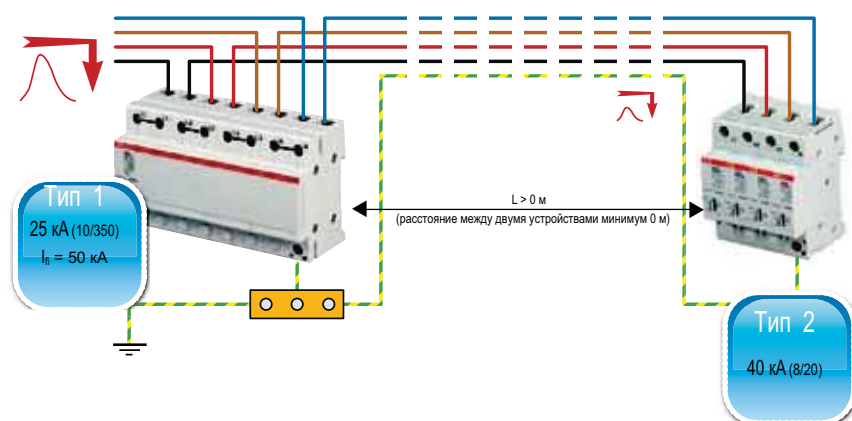 Тип 1
25 кА (10/350)
Ifi = 50 кА
L > 0 м
(расстояние между двумя устройствами минимум 0 м)
Тип 2
40 кА (8/20)